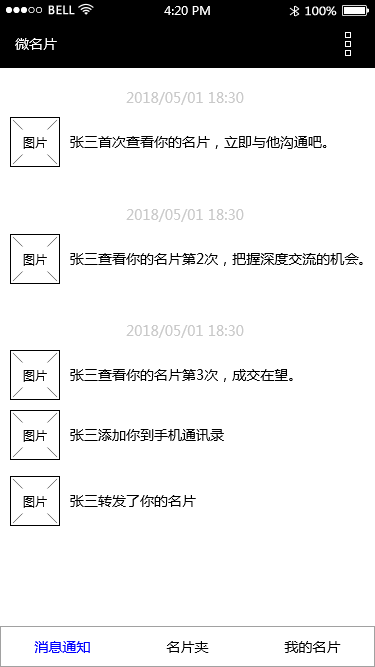 BELL 4:20 PM 100%
微名片
2018/05/01 18:30
图片 张三首次查看你的名片，立即与他沟通吧。
2018/05/01 18:30
图片 张三查看你的名片第2次，把握深度交流的机会。
2018/05/01 18:30
图片 张三查看你的名片第3次，成交在望。
图片 张三添加你到手机通讯录
图片 张三转发了你的名片
消息通知 名片夹 我的名片